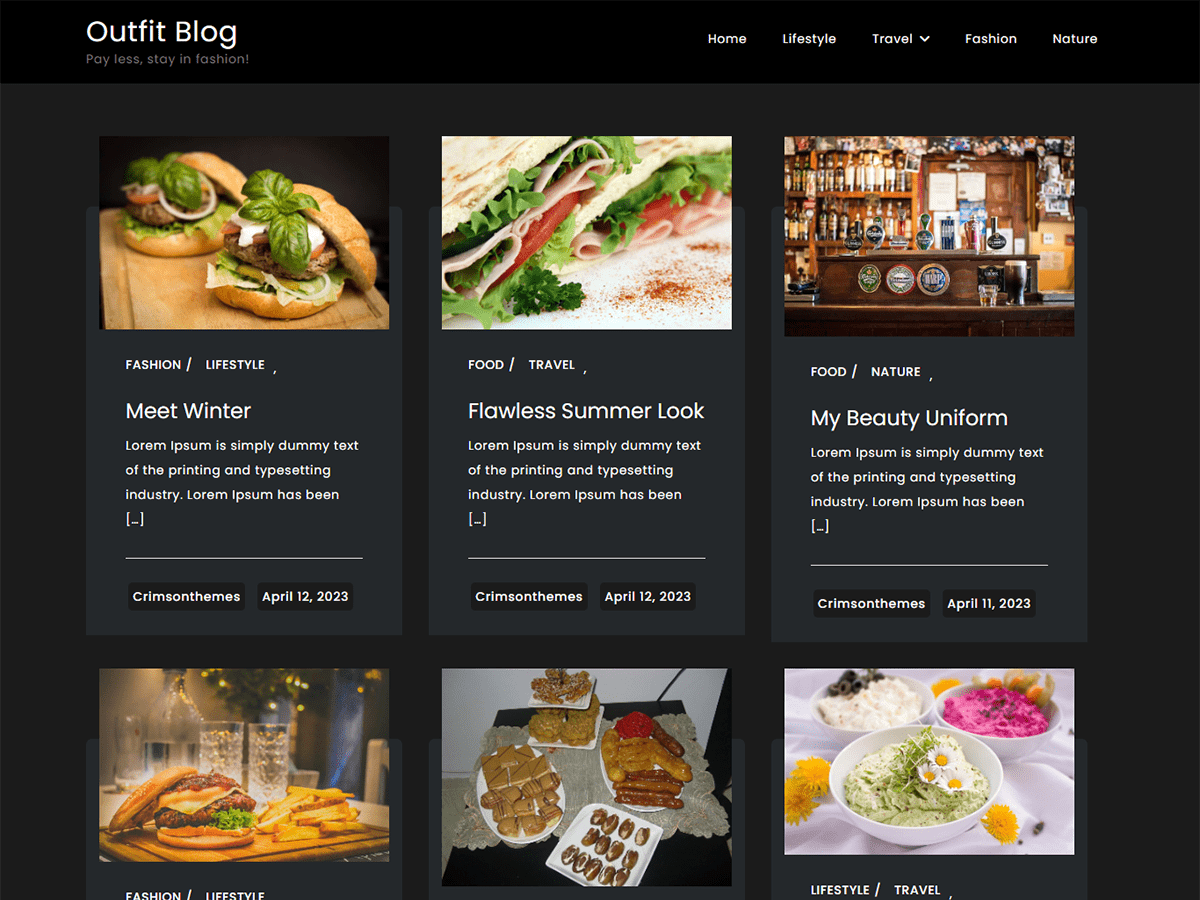 Outfit Blog
Pay less, stay in fashion!
Home Lifestyle Travel Fashion Nature
FASHION / LIFESTYLE ,
Meet Winter
Lorem Ipsum is simply dummy text
of the printing and typesetting
industry. Lorem Ipsum has been
[…]
Crimsonthemes April 12, 2023
FOOD / TRAVEL ,
Flawless Summer Look
Lorem Ipsum is simply dummy text
of the printing and typesetting
industry. Lorem Ipsum has been
[…]
Crimsonthemes April 12, 2023
FOOD / NATURE ,
My Beauty Uniform
Lorem Ipsum is simply dummy text
of the printing and typesetting
industry. Lorem Ipsum has been
[…]
Crimsonthemes April 11, 2023
FASHION / LIFESTYLE
LIFESTYLE / TRAVEL ,